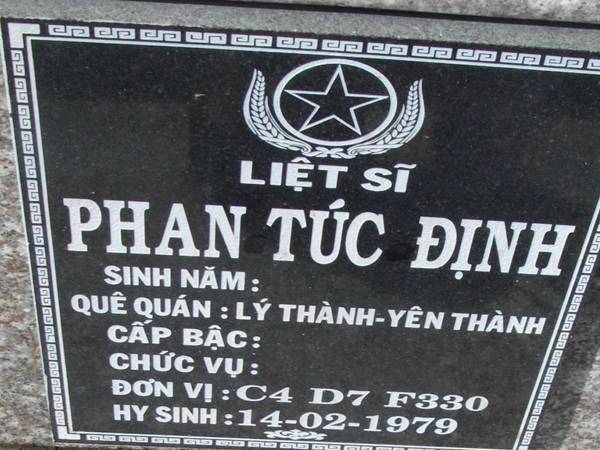 LIỆT SĨ
PHAN TÚC ĐỊNH
SINH NĂM :
QUÊ QUÁN : LÝ THÀNH-YÊN THÀNH
CẤP BẬC :
CHỨC VỤ :
ĐƠN VỊ : C4 D7 F330
HY SINH : 14-02-1979